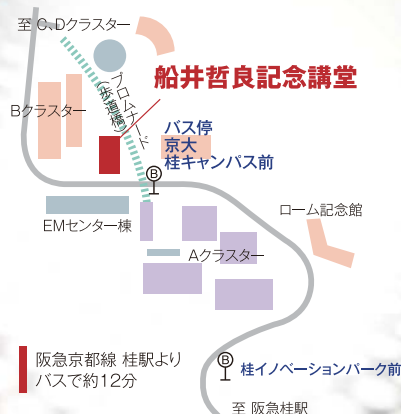 至 C、Dクラスター
船井哲良記念講堂
プロムナード
（歩道橋）
Bクラスター
バス停
京大
桂キャンパス前
B
EMセンター棟
ローム記念館
Aクラスター
阪急京都線 桂駅より
バスで約12分
B
桂イノベーションパーク前
至 阪急桂駅